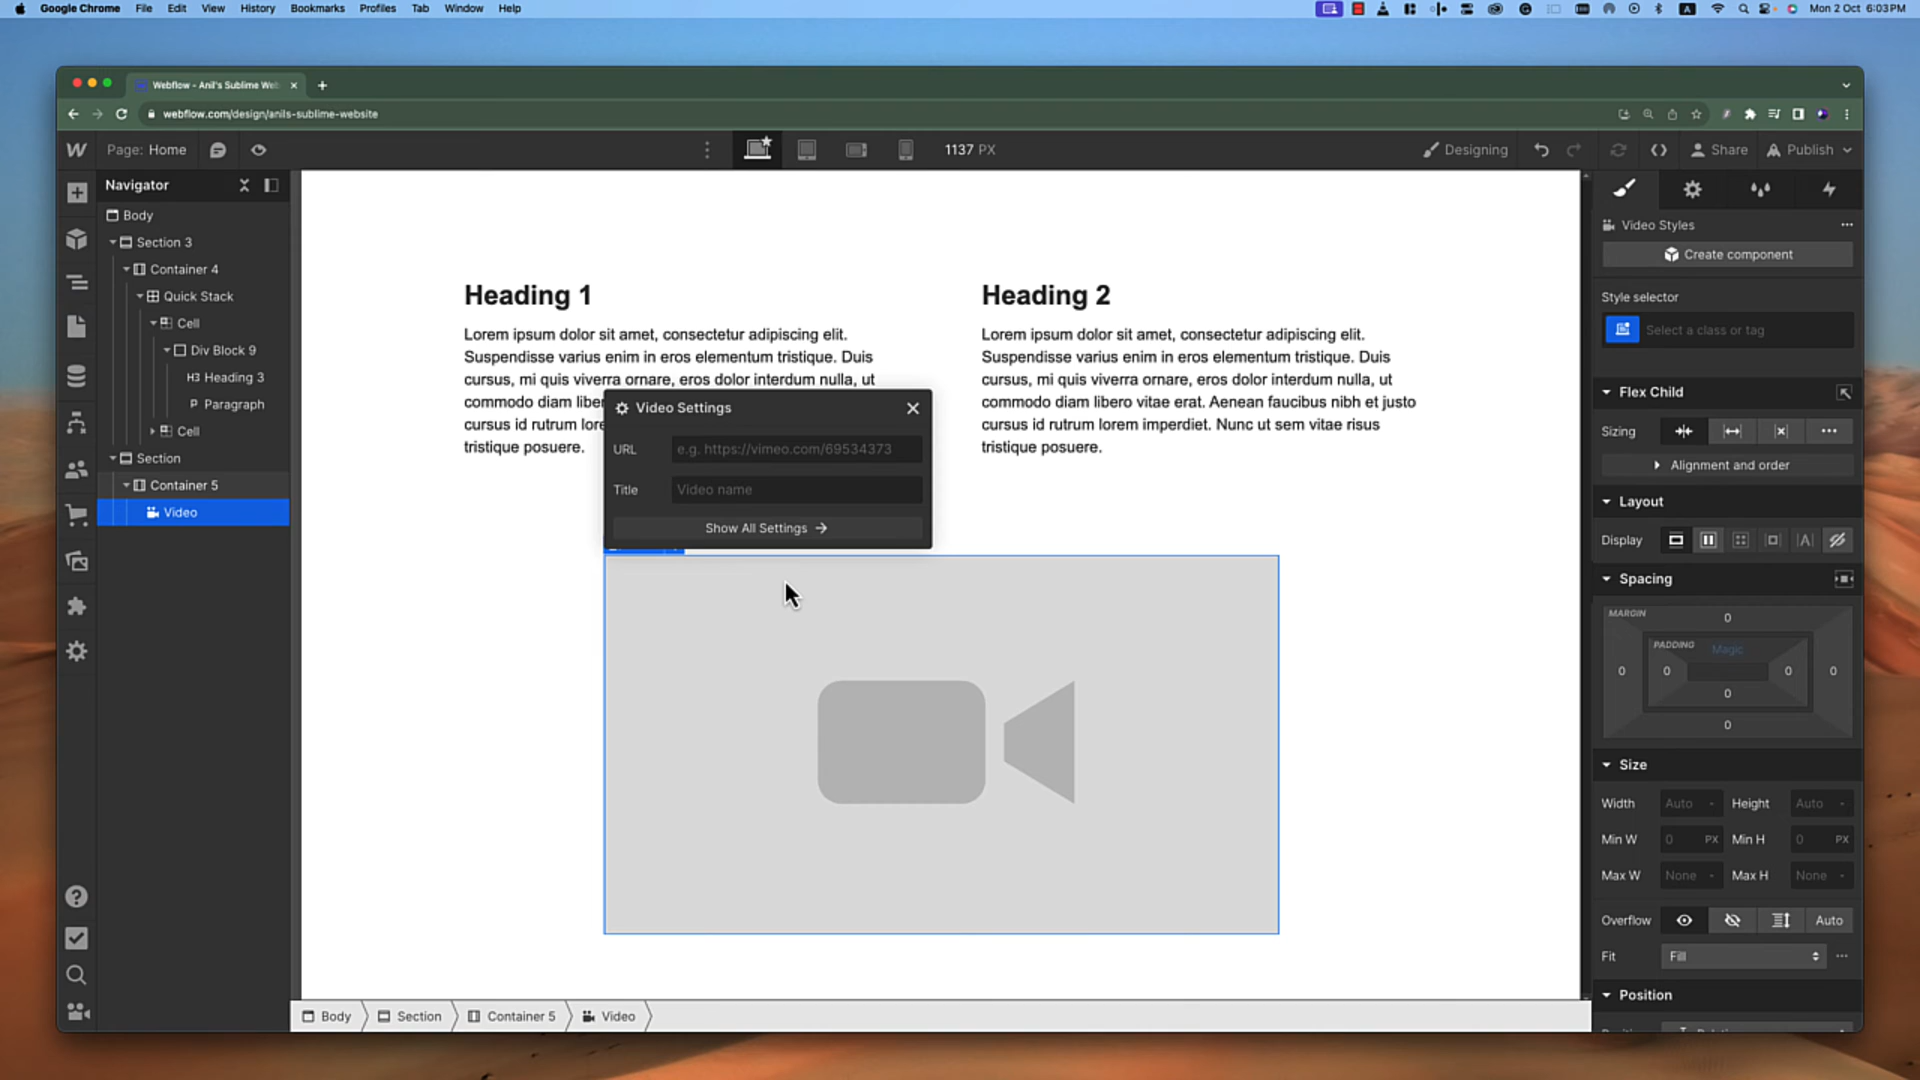 Google Chrome File Edit View History Bookmarks Profiles Tab Window Help
Mon 2 Oct 6:03 PM
Webflow - Anil's Sublime Web
webflow.com/design/anils-sublime-website
Page: Home
1137 PX
Designing
Share
Publish
Navigator
Body
Section 3
Container 4
Quick Stack
Cell
Div Block 9
H3 Heading 3
P Paragraph
Cell
Section
Container 5
Video
Heading 1
Lorem ipsum dolor sit amet, consectetur adipiscing elit.
Suspendisse varius enim in eros elementum tristique. Duis
cursus, mi quis viverra ornare, eros dolor interdum nulla, ut
commodo diam liber
cursus id rutrum lore
tristique posuere.
Heading 2
Lorem ipsum dolor sit amet, consectetur adipiscing elit.
Suspendisse varius enim in eros elementum tristique. Duis
cursus, mi quis viverra ornare, eros dolor interdum nulla, ut
commodo diam libero vitae erat. Aenean faucibus nibh et justo
cursus id rutrum lorem imperdiet. Nunc ut sem vitae risus
tristique posuere.
Video Settings
URL e.g. https://vimeo.com/69534373
Title Video name
Show All Settings
Body Section Container 5 Video
Video Styles
Create component
Style selector
Select a class or tag
Flex Child
Sizing
Alignment and order
Layout
Display
Spacing
MARGIN
0
PADDING Magic
0 0 0 0
0
0
Size
Width Auto - Height Auto -
Min W 0 PX Min H 0 PX
Max W None - Max H None -
Overflow Auto
Fit Fill
Position